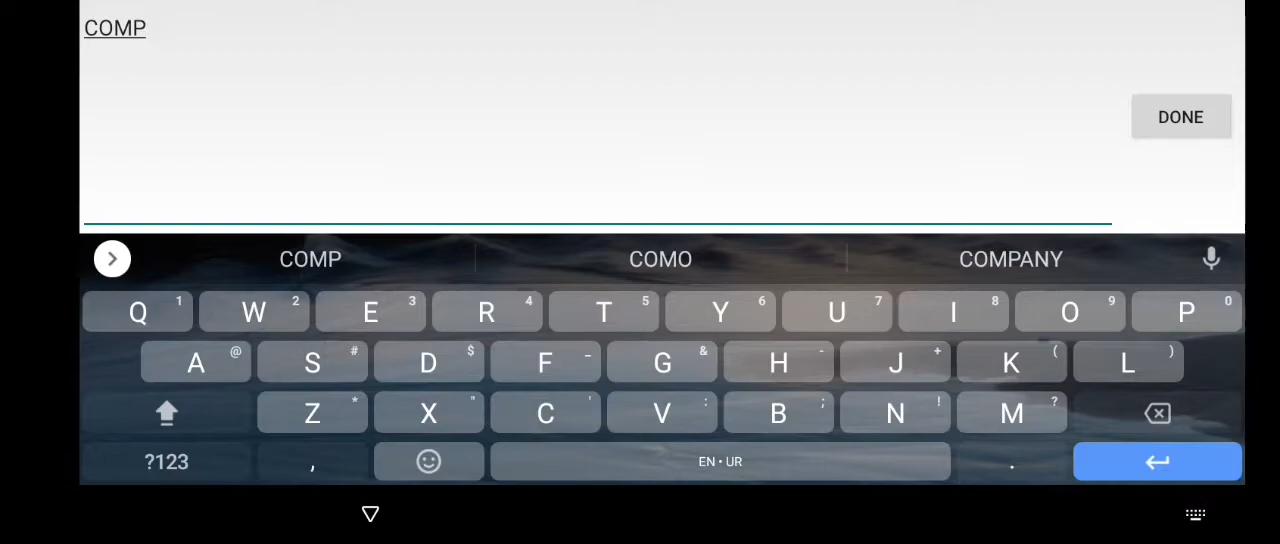 COMP
DONE
COMP COMO COMPANY
Q 1 W 2 E 3 R 4 T 5 Y 6 U 7 I 8 O 9 P 0
A @ S # D $ F _ G & H - J + K ( L )
Z * X " C ' V : B ; N ! M ?
?123 , EN • UR .